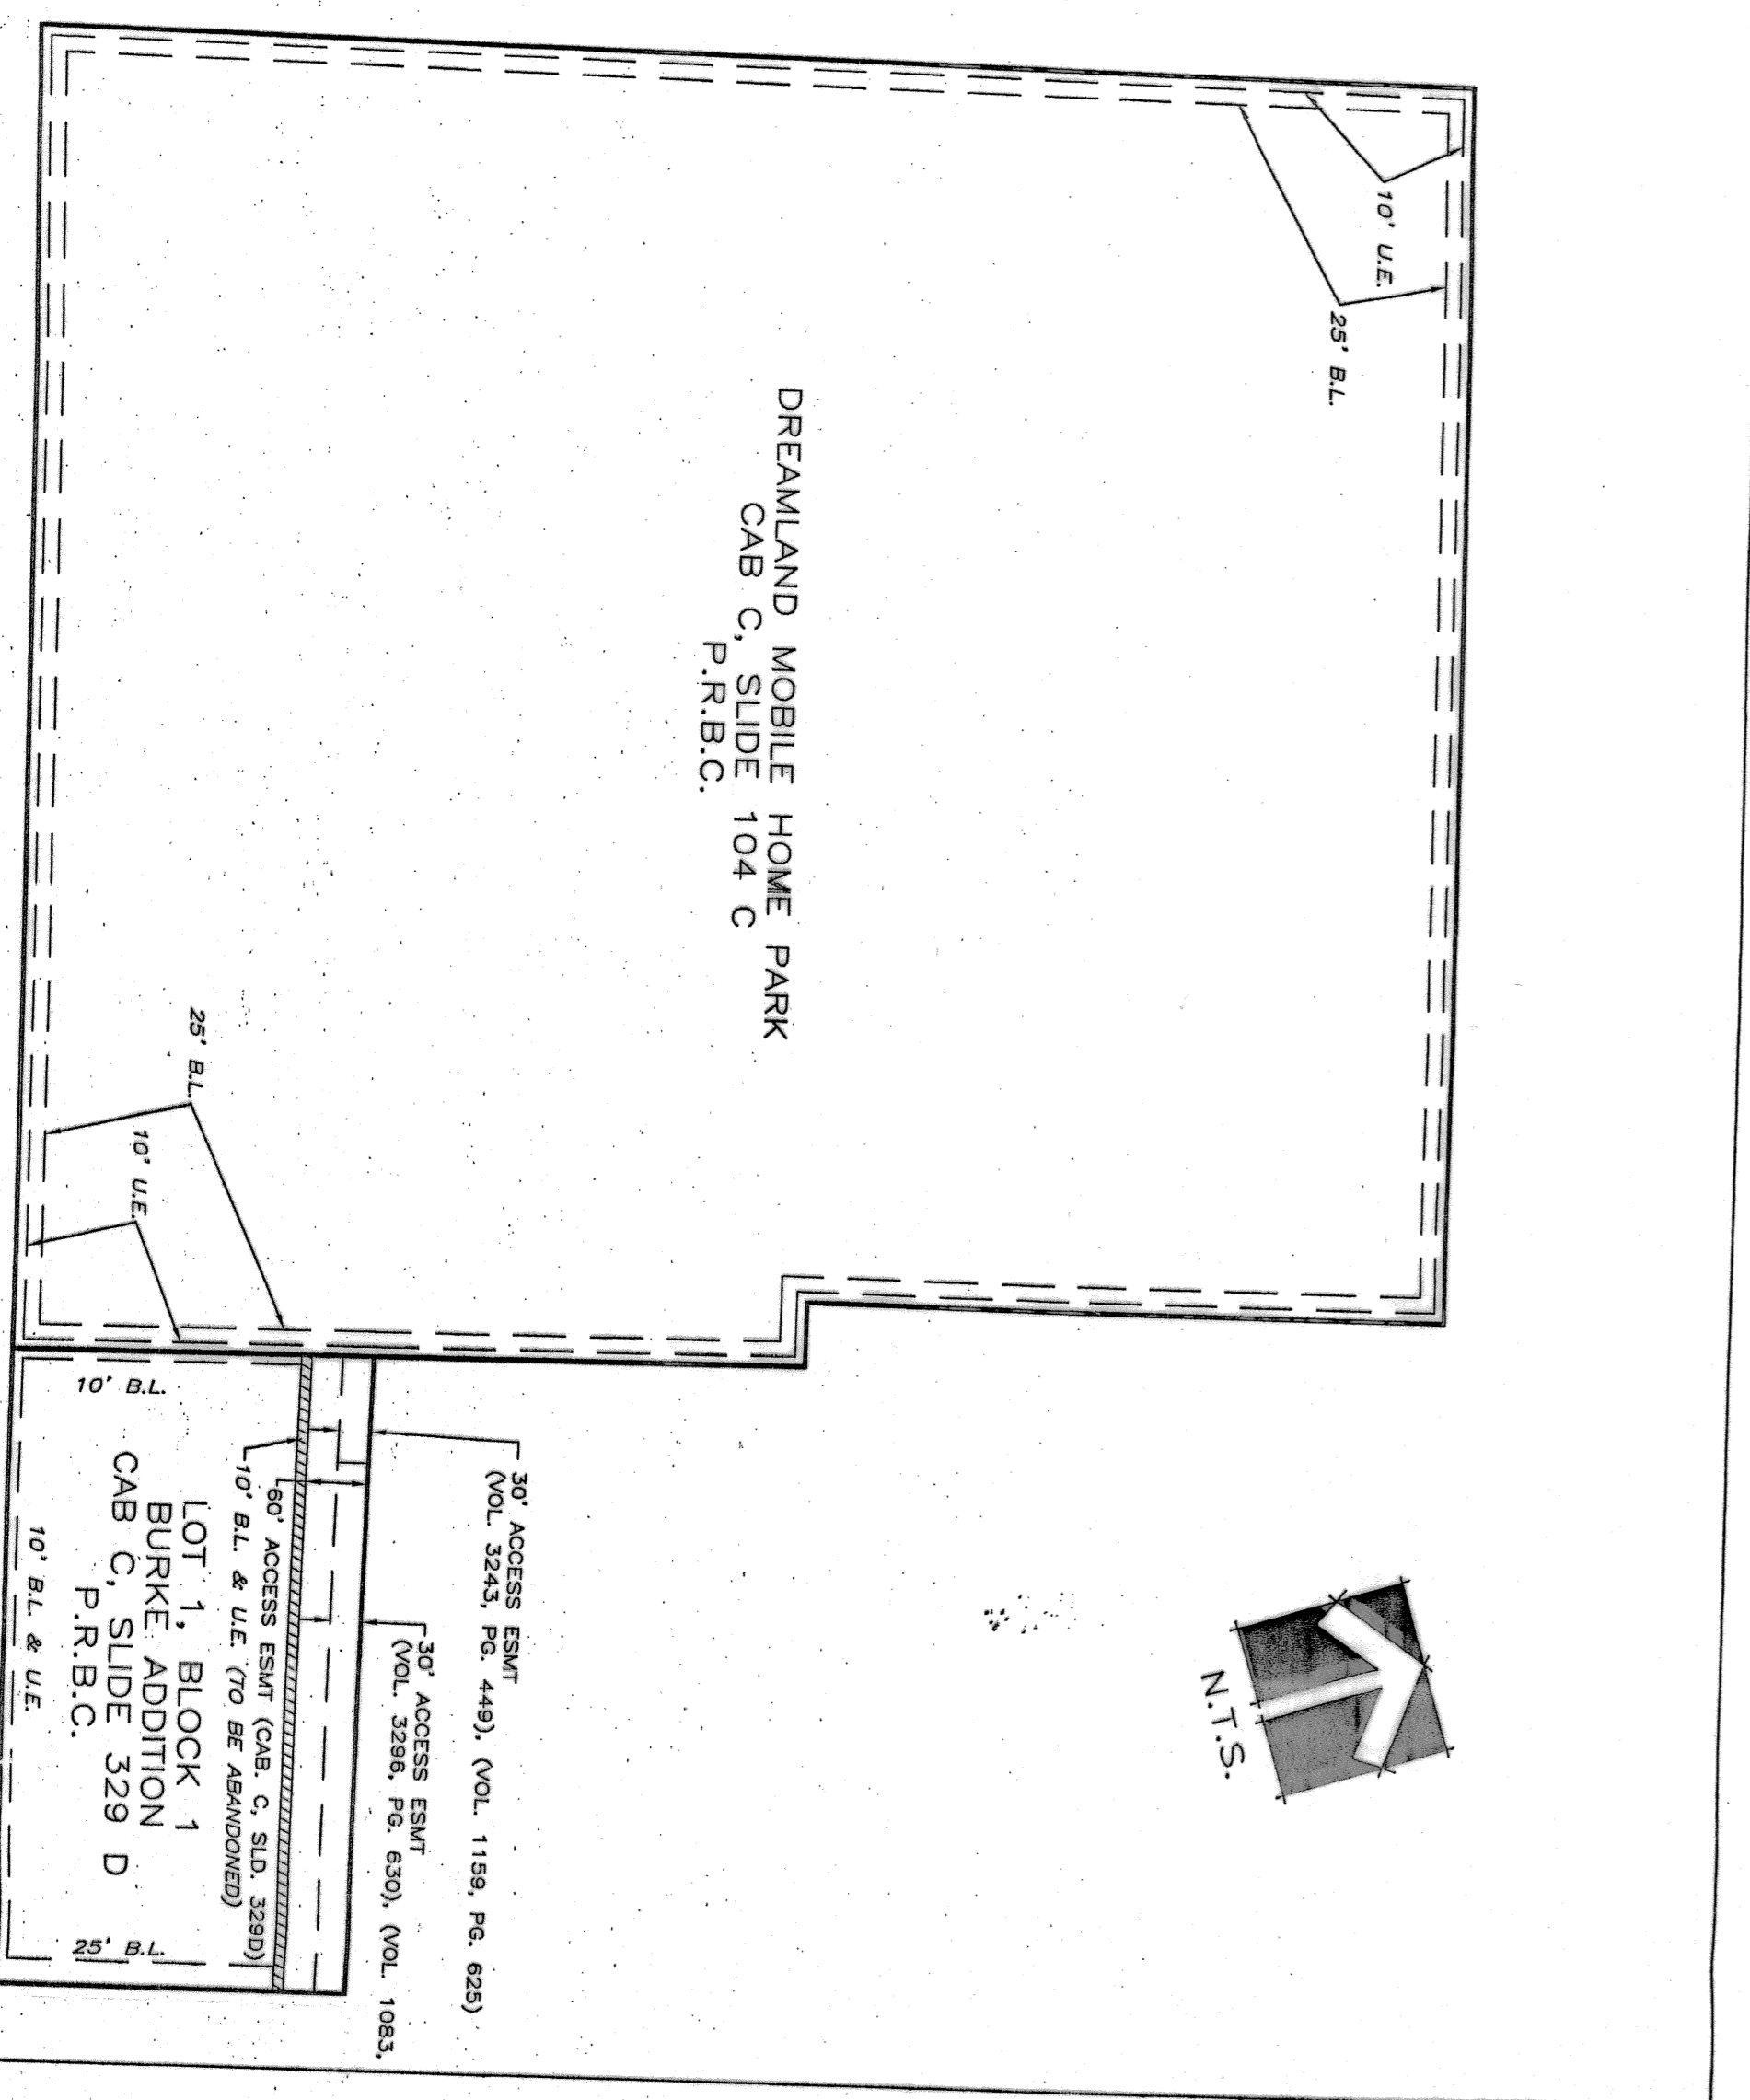 10' U.E.
25' B.L.
DREAMLAND MOBILE HOME PARK
CAB C, SLIDE 104 C
P.R.B.C.
25' B.L.
10' U.E.
N.T.S.
30' ACCESS ESMT
(VOL. 3243, PG. 449), (VOL. 1159, PG. 625)
30' ACCESS ESMT
(VOL. 3296, PG. 630), (VOL. 1083,
60' ACCESS ESMT (CAB. C, SLD. 329D)
10' B.L. & U.E. (TO BE ABANDONED)
10' B.L.
LOT 1, BLOCK 1
BURKE ADDITION
CAB C, SLIDE 329 D
P.R.B.C.
25' B.L.
10' B.L. & U.E.